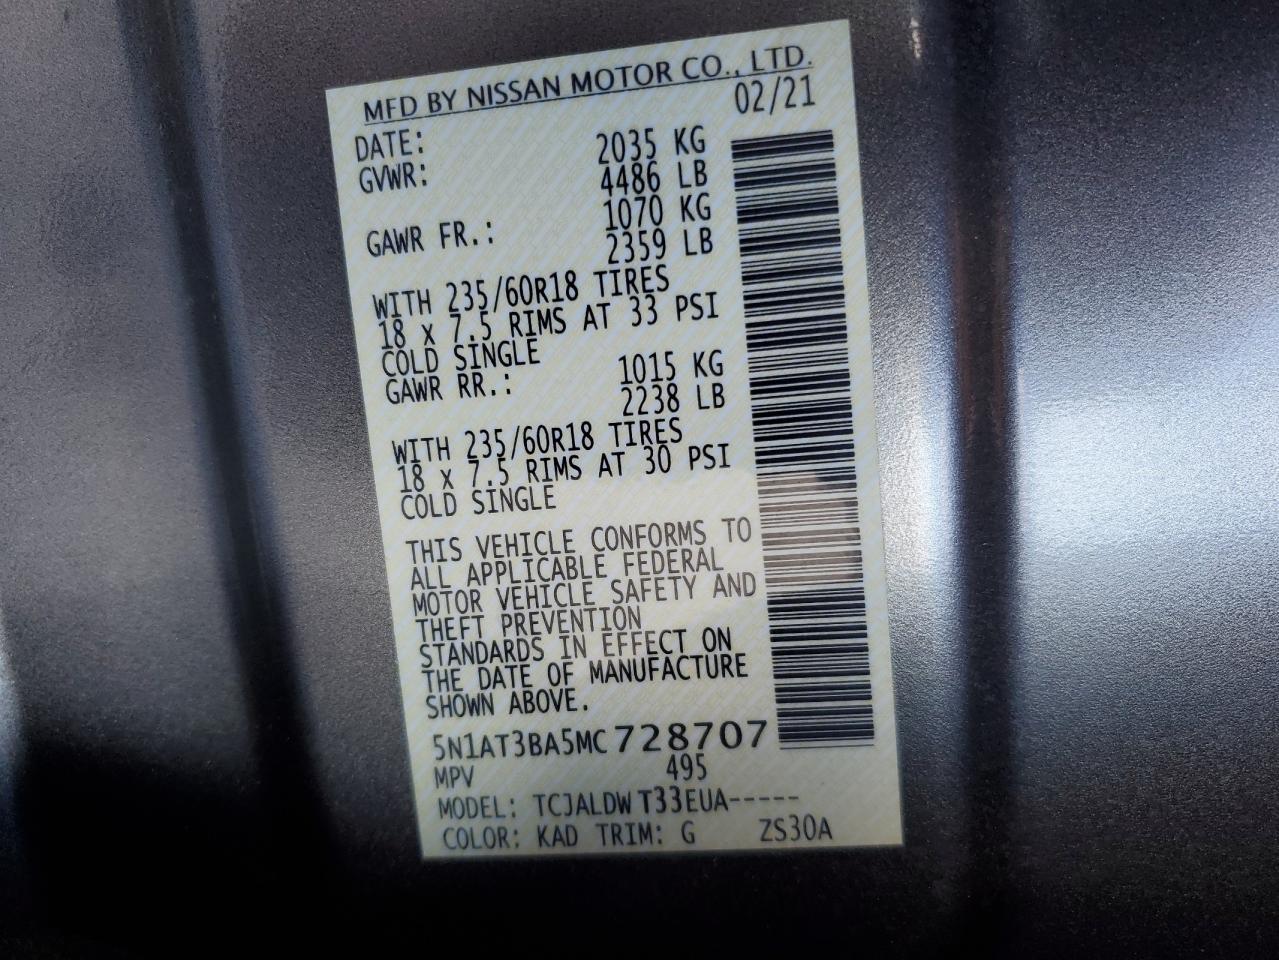 MFD BY NISSAN MOTOR CO., LTD.
DATE: 02/21
GVWR: 2035 KG
4486 LB
GAWR FR.: 1070 KG
2359 LB
WITH 235/60R18 TIRES
18 X 7.5 RIMS AT 33 PSI
COLD SINGLE
GAWR RR.: 1015 KG
2238 LB
WITH 235/60R18 TIRES
18 X 7.5 RIMS AT 30 PSI
COLD SINGLE
THIS VEHICLE CONFORMS TO
ALL APPLICABLE FEDERAL
MOTOR VEHICLE SAFETY AND
THEFT PREVENTION
STANDARDS IN EFFECT ON
THE DATE OF MANUFACTURE
SHOWN ABOVE.
5N1AT3BA5MC728707
MPV 495
MODEL: TCJALDW T33EUA-----
COLOR: KAD TRIM: G ZS30A